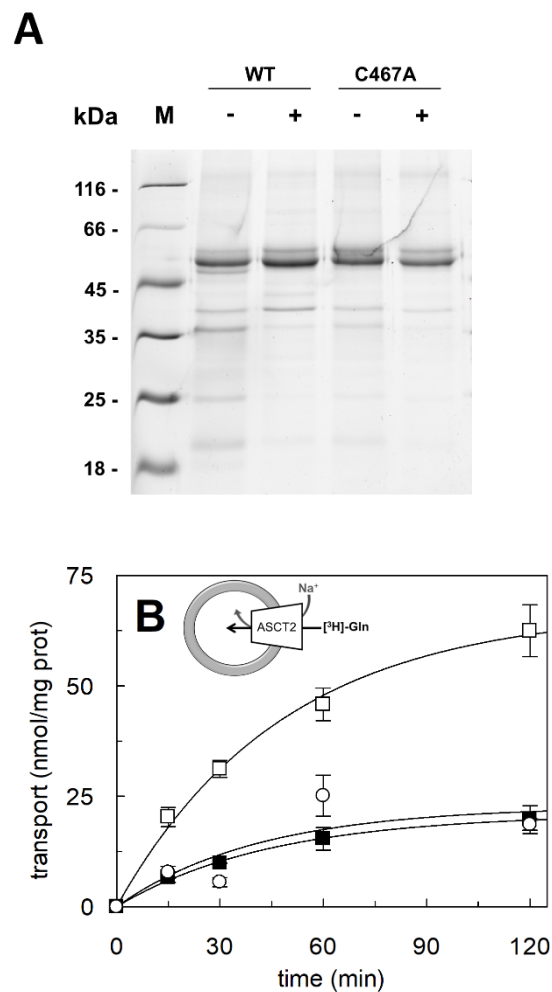 A
WT C467A
kDa M - + - +
116 -
66 -
45 -
35 -
25 -
18 -
B
Na⁺
ASCT2
[³H]-Gln
transport (nmol/mg prot)
75
50
25
0
0 30 60 90 120
time (min)